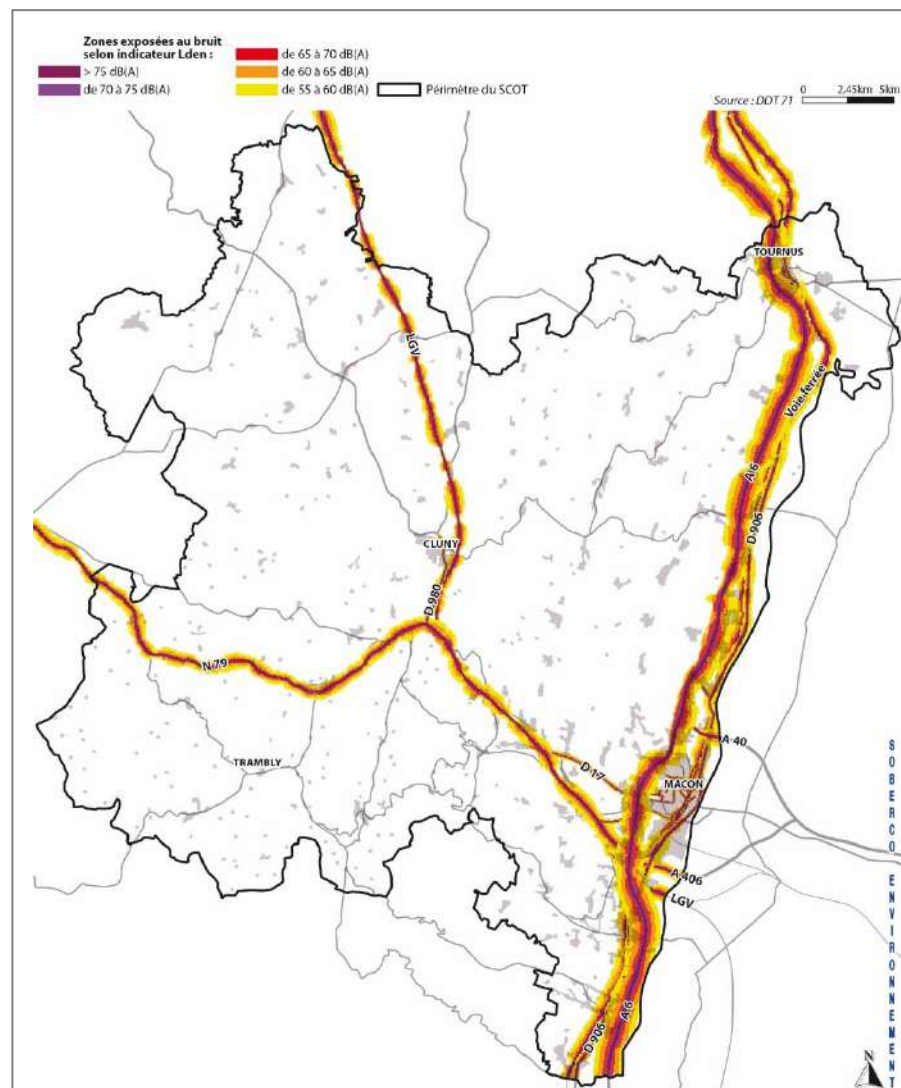 Zones exposées au bruit
selon indicateur Lden :
> 75 dB(A)
de 70 à 75 dB(A)
de 65 à 70 dB(A)
de 60 à 65 dB(A)
de 55 à 60 dB(A)
Périmètre du SCOT
Source : DDT 71
0 2.45km 5km
TOURNUS
LGV
Voie ferrée
A 6
D 906
CLUNY
D 980
N 79
A 40
TRAMBLY
D 17
MACON
A 406
LGV
A 6
D 906
N
SOBERCO ENVIRONNEMENT